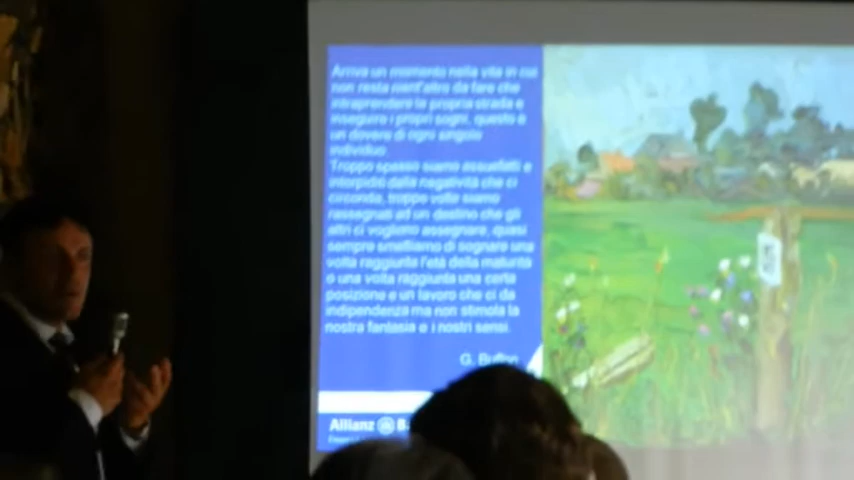 Arriva un momento nella vita in cui
non resta nient'altro da fare che
intraprendere la propria strada e
inseguire i propri sogni, questo è
un dovere di ogni singolo
individuo.
Troppo spesso siamo assuefatti e
intorpiditi dalla negatività che ci
circonda, troppo volte siamo
rassegnati ad un destino che gli
altri ci vogliono assegnare, quasi
sempre smettiamo di sognare una
volta raggiunta l'età della maturità
o una volta raggiunta una certa
posizione e un lavoro che ci da
indipendenza ma non stimola la
nostra fantasia e i nostri sensi.
G. Buffon
Allianz